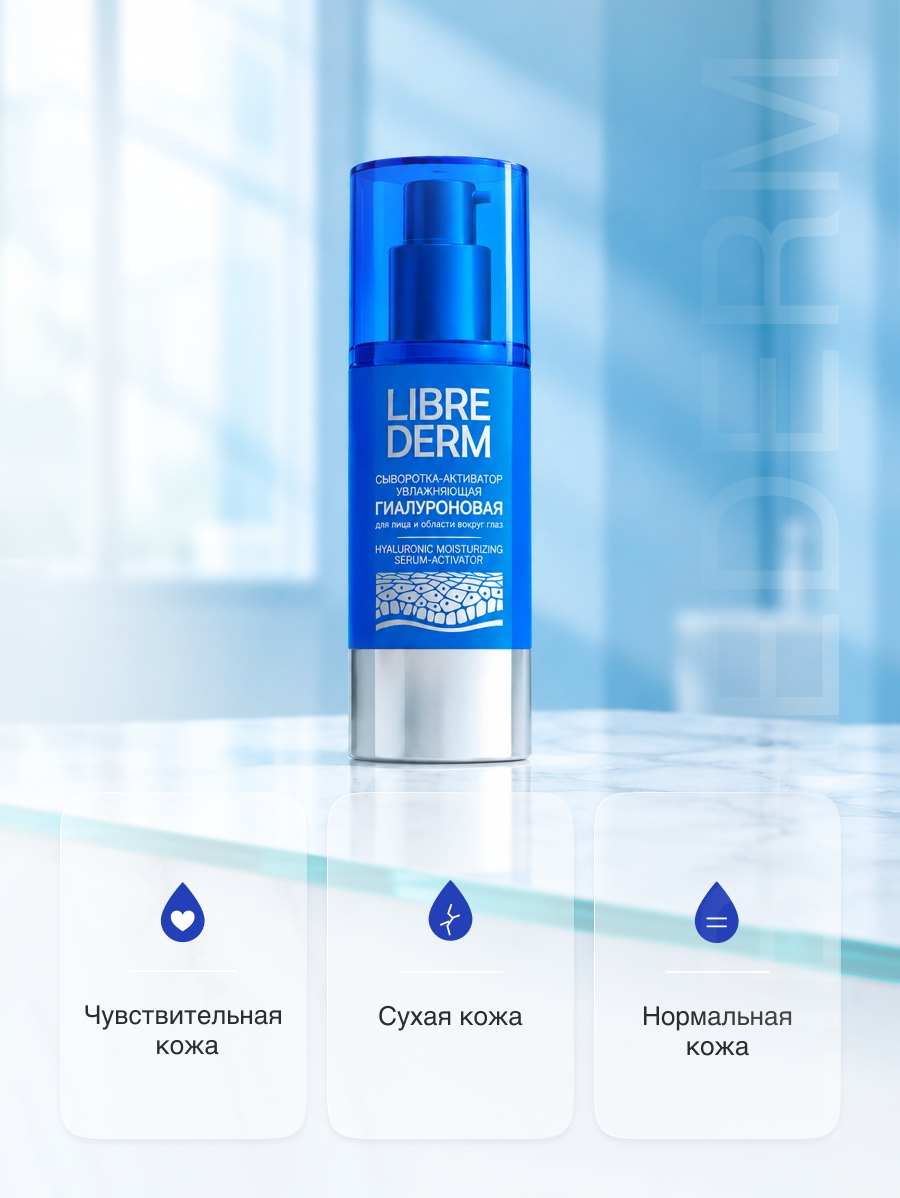 LIBRE
DERM
СЫВОРОТКА-АКТИВАТОР
УВЛАЖНЯЮЩАЯ
ГИАЛУРОНОВАЯ
для лица и области вокруг глаз
HYALURONIC MOISTURIZING
SERUM-ACTIVATOR
LIBREDERM
Чувствительная
кожа
Сухая кожа
Нормальная
кожа